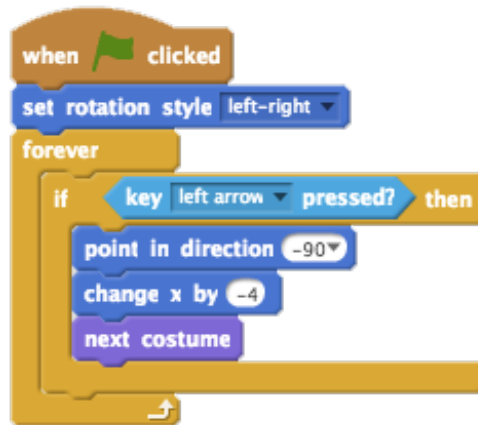 when clicked
set rotation style left-right
forever
if key left arrow pressed? then
point in direction -90
change x by -4
next costume